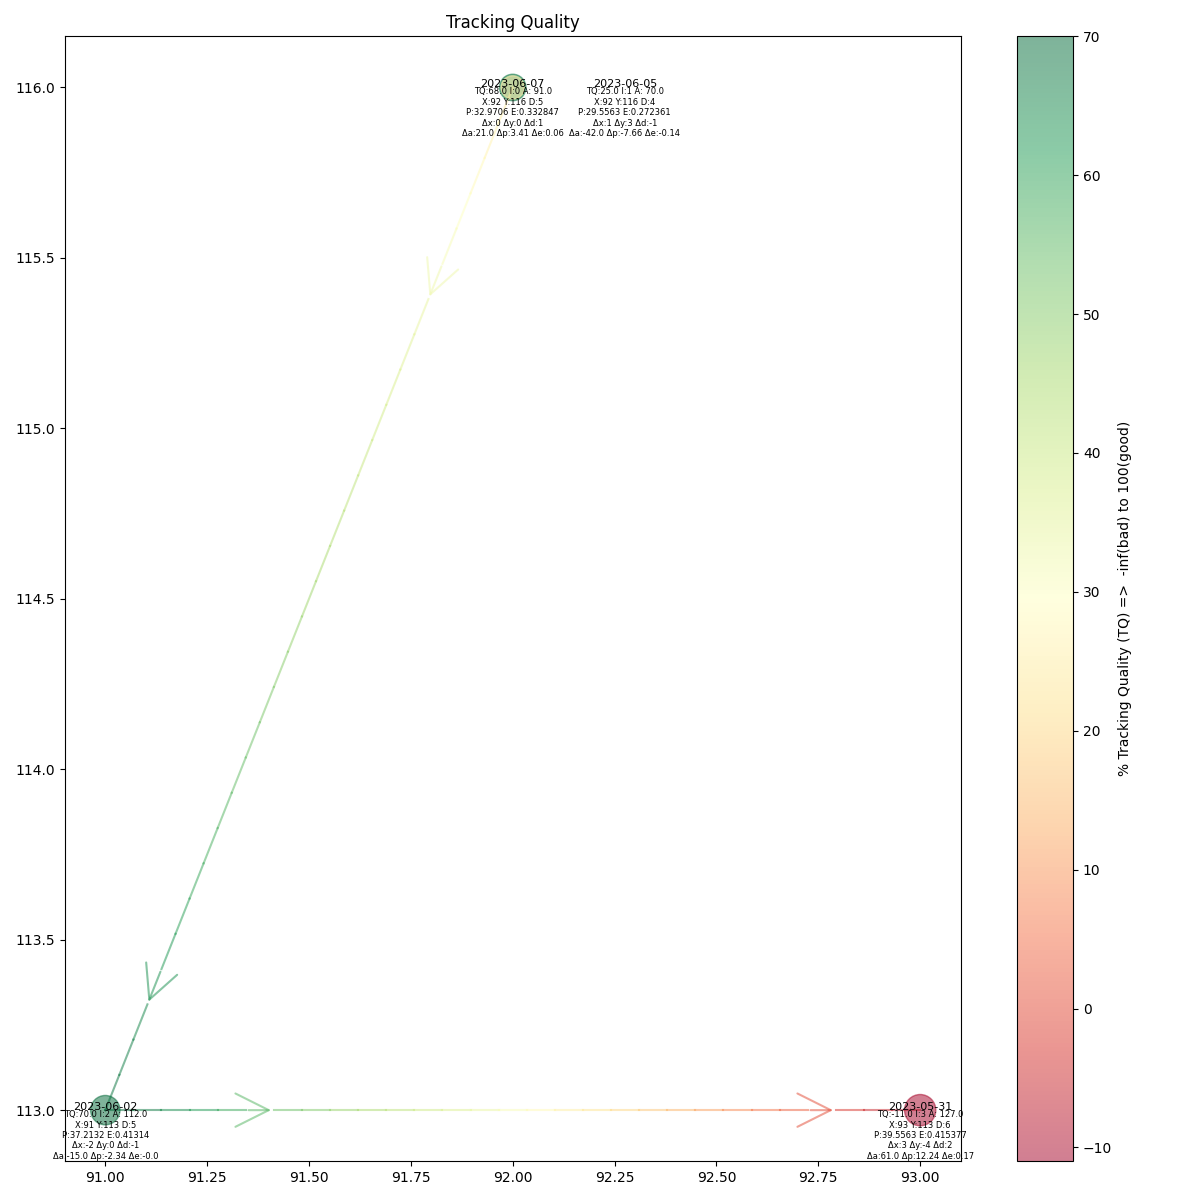 Tracking Quality
2023-06-07
TQ:68.0 I:0 A: 91.0
X:92 Y:116 D:5
P:32.9706 E:0.332847
Δx:0 Δy:0 Δd:1
Δa:21.0 Δp:3.41 Δe:0.06
2023-06-05
TQ:25.0 I:1 A: 70.0
X:92 Y:116 D:4
P:29.5563 E:0.272361
Δx:1 Δy:3 Δd:-1
Δa:-42.0 Δp:-7.66 Δe:-0.14
2023-06-02
TQ:70.0 I:2 A: 112.0
X:91 Y:113 D:5
P:37.2132 E:0.41314
Δx:-2 Δy:0 Δd:-1
Δa:-15.0 Δp:-2.34 Δe:-0.0
2023-05-31
TQ:-11.0 I:3 A: 127.0
X:93 Y:113 D:6
P:39.5563 E:0.415377
Δx:3 Δy:-4 Δd:2
Δa:61.0 Δp:12.24 Δe:0.17
116.0
115.5
115.0
114.5
114.0
113.5
113.0
91.00 91.25 91.50 91.75 92.00 92.25 92.50 92.75 93.00
70
60
50
40
30
20
10
0
−10
% Tracking Quality (TQ) => -inf(bad) to 100(good)